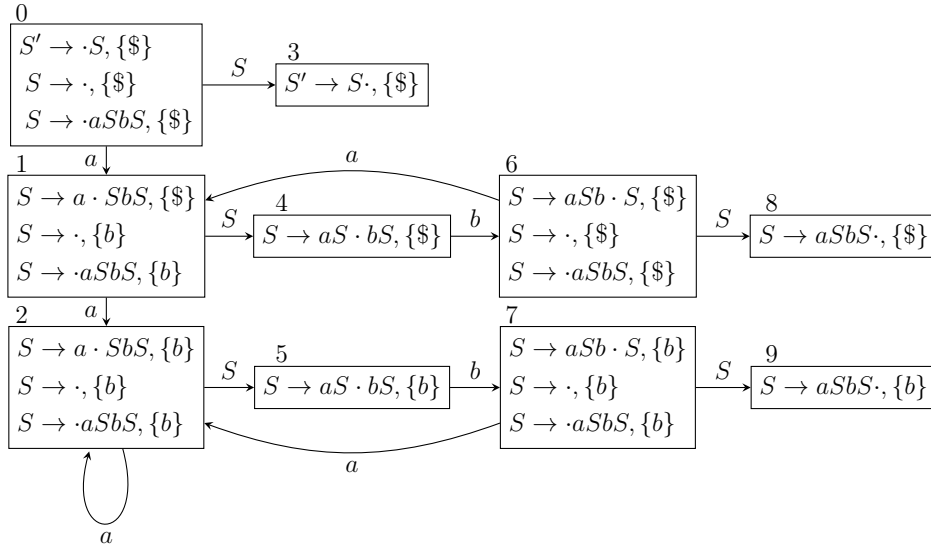 0
S′ → ·S, {$}
S → ·, {$}
S → ·aSbS, {$}
S
3
S′ → S·, {$}
a
1
S → a · SbS, {$}
S → ·, {b}
S → ·aSbS, {b}
S
4
S → aS · bS, {$}
b
a
6
S → aSb · S, {$}
S → ·, {$}
S → ·aSbS, {$}
S
8
S → aSbS·, {$}
a
2
S → a · SbS, {b}
S → ·, {b}
S → ·aSbS, {b}
S
5
S → aS · bS, {b}
b
7
S → aSb · S, {b}
S → ·, {b}
S → ·aSbS, {b}
S
9
S → aSbS·, {b}
a
a